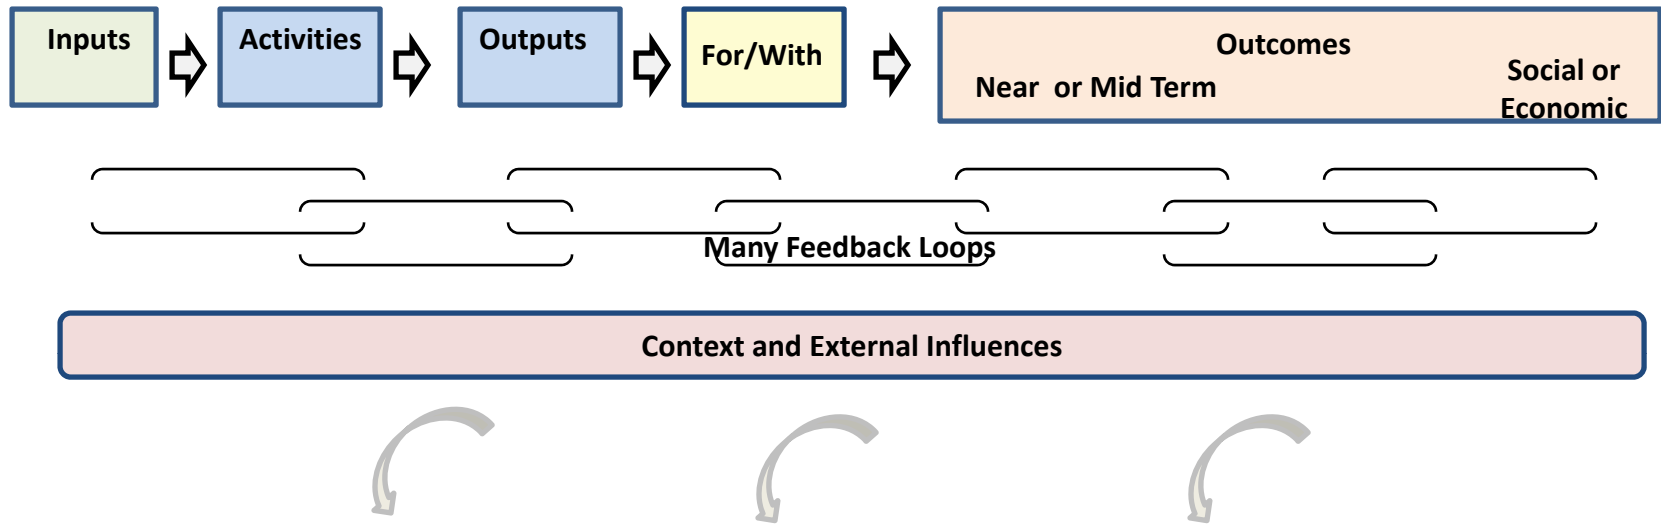 Inputs
Activities
Outputs
For/With
Outcomes
Near or Mid Term
Social or
Economic
Many Feedback Loops
Context and External Influences